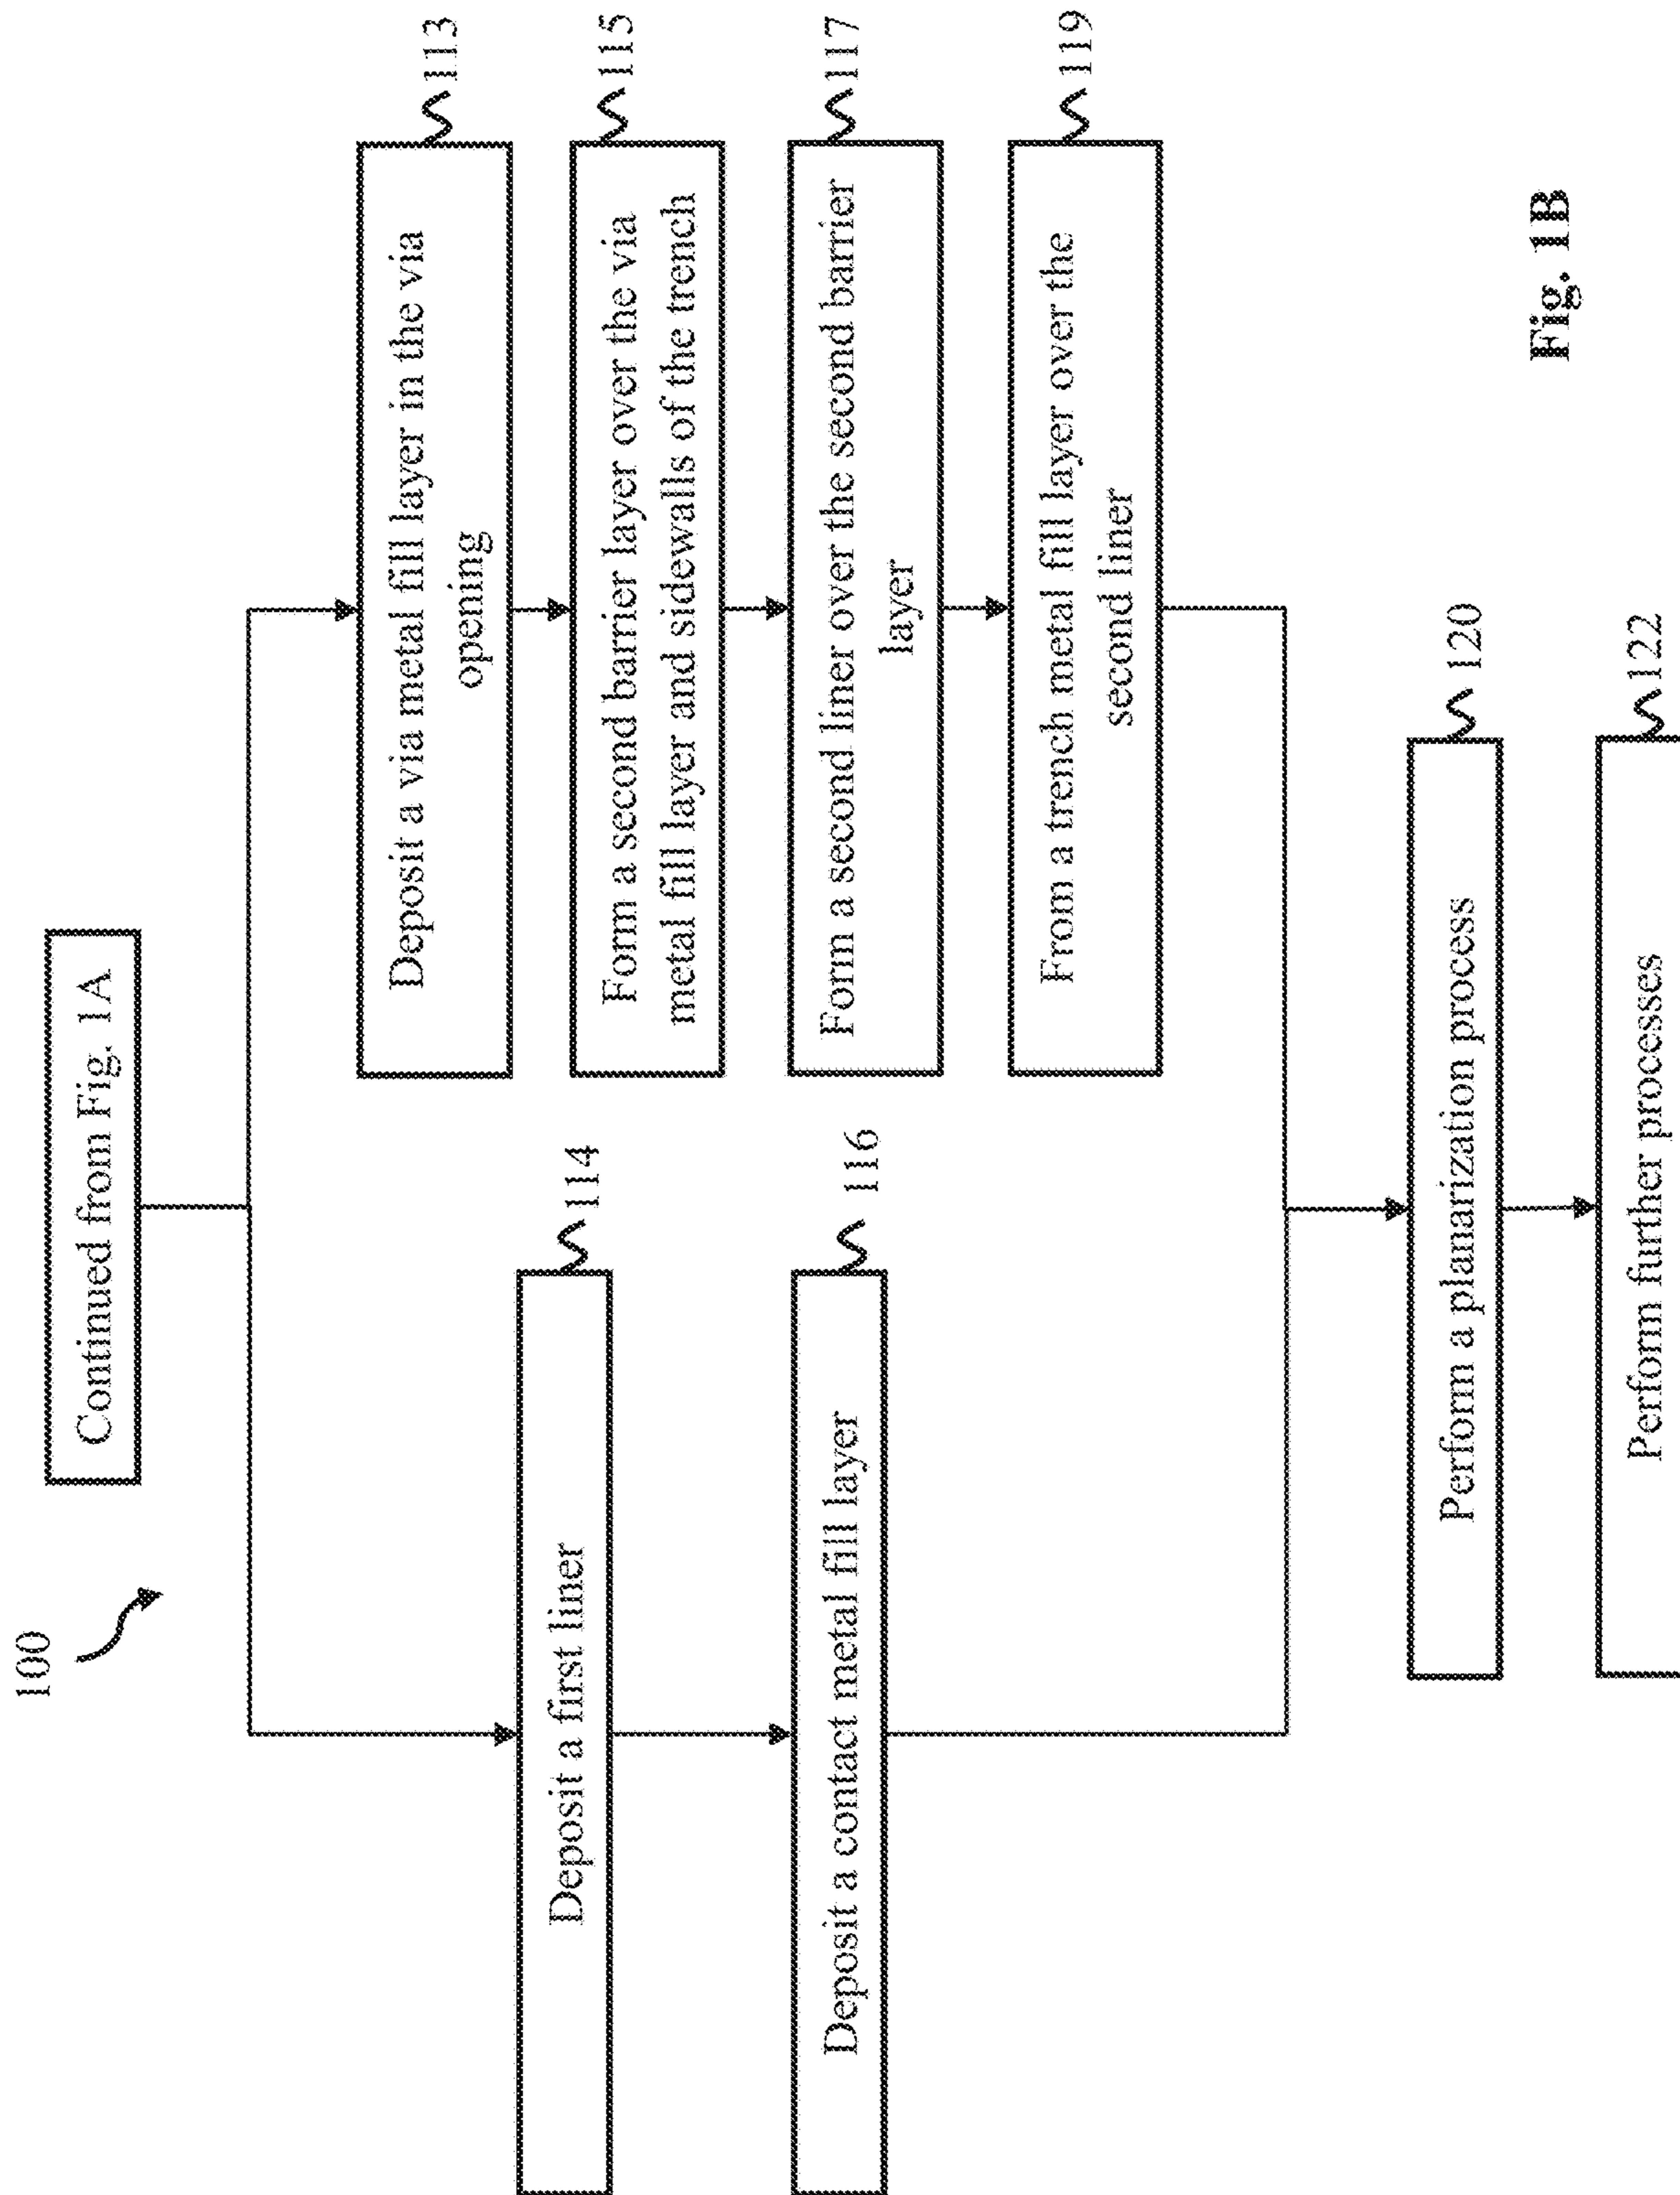 100
Continued from Fig. 1A
Deposit a first liner
114
Deposit a contact metal fill layer
116
Deposit a via metal fill layer in the via
opening
113
Form a second barrier layer over the via
metal fill layer and sidewalls of the trench
115
Form a second liner over the second barrier
layer
117
From a trench metal fill layer over the
second liner
119
Perform a planarization process
120
Perform further processes
122
Fig. 1B